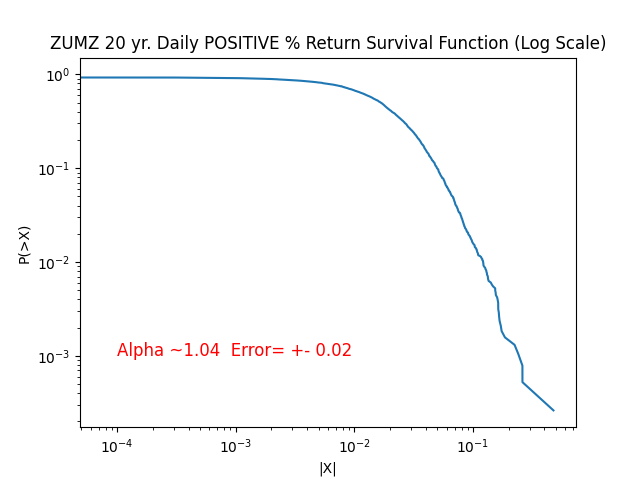 ZUMZ 20 yr. Daily POSITIVE % Return Survival Function (Log Scale)
10⁰
10⁻¹
10⁻²
10⁻³
P(>X)
Alpha ~1.04  Error= +- 0.02
10⁻⁴
10⁻³
10⁻²
10⁻¹
|X|